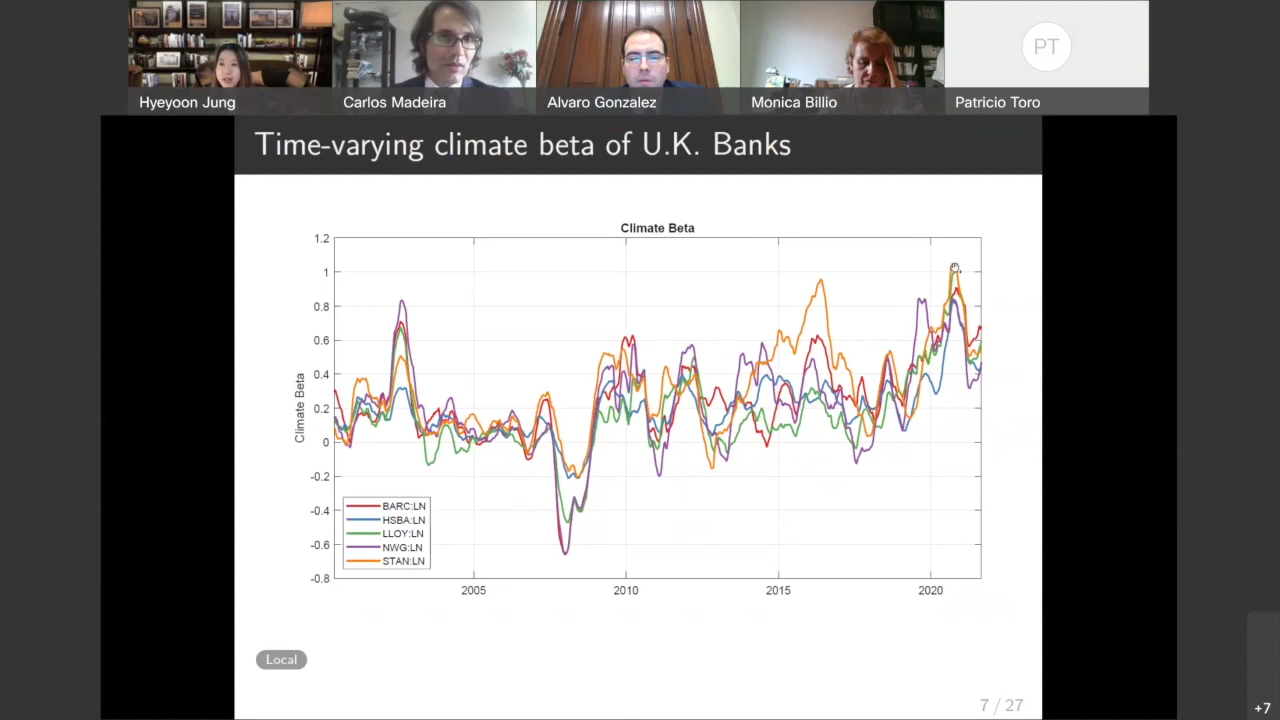 Hyeyoon Jung
Carlos Madeira
Alvaro Gonzalez
Monica Billio
PT
Patricio Toro
Time-varying climate beta of U.K. Banks
Climate Beta
1.2
1
0.8
0.6
0.4
0.2
0
-0.2
-0.4
-0.6
-0.8
Climate Beta
BARC:LN
HSBA:LN
LLOY:LN
NWG:LN
STAN:LN
2005
2010
2015
2020
Local
7 / 27
+7